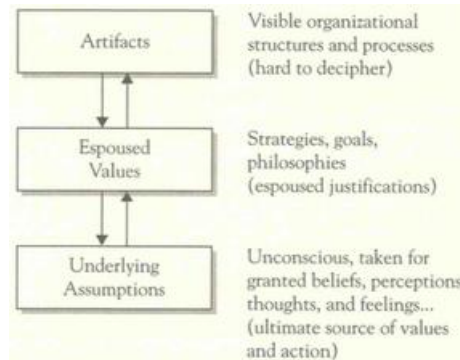 Artifacts
Visible organizational
structures and processes
(hard to decipher)
Espoused
Values
Strategies, goals,
philosophies
(espoused justifications)
Underlying
Assumptions
Unconscious, taken for
granted beliefs, perceptions
thoughts, and feelings...
(ultimate source of values
and action)